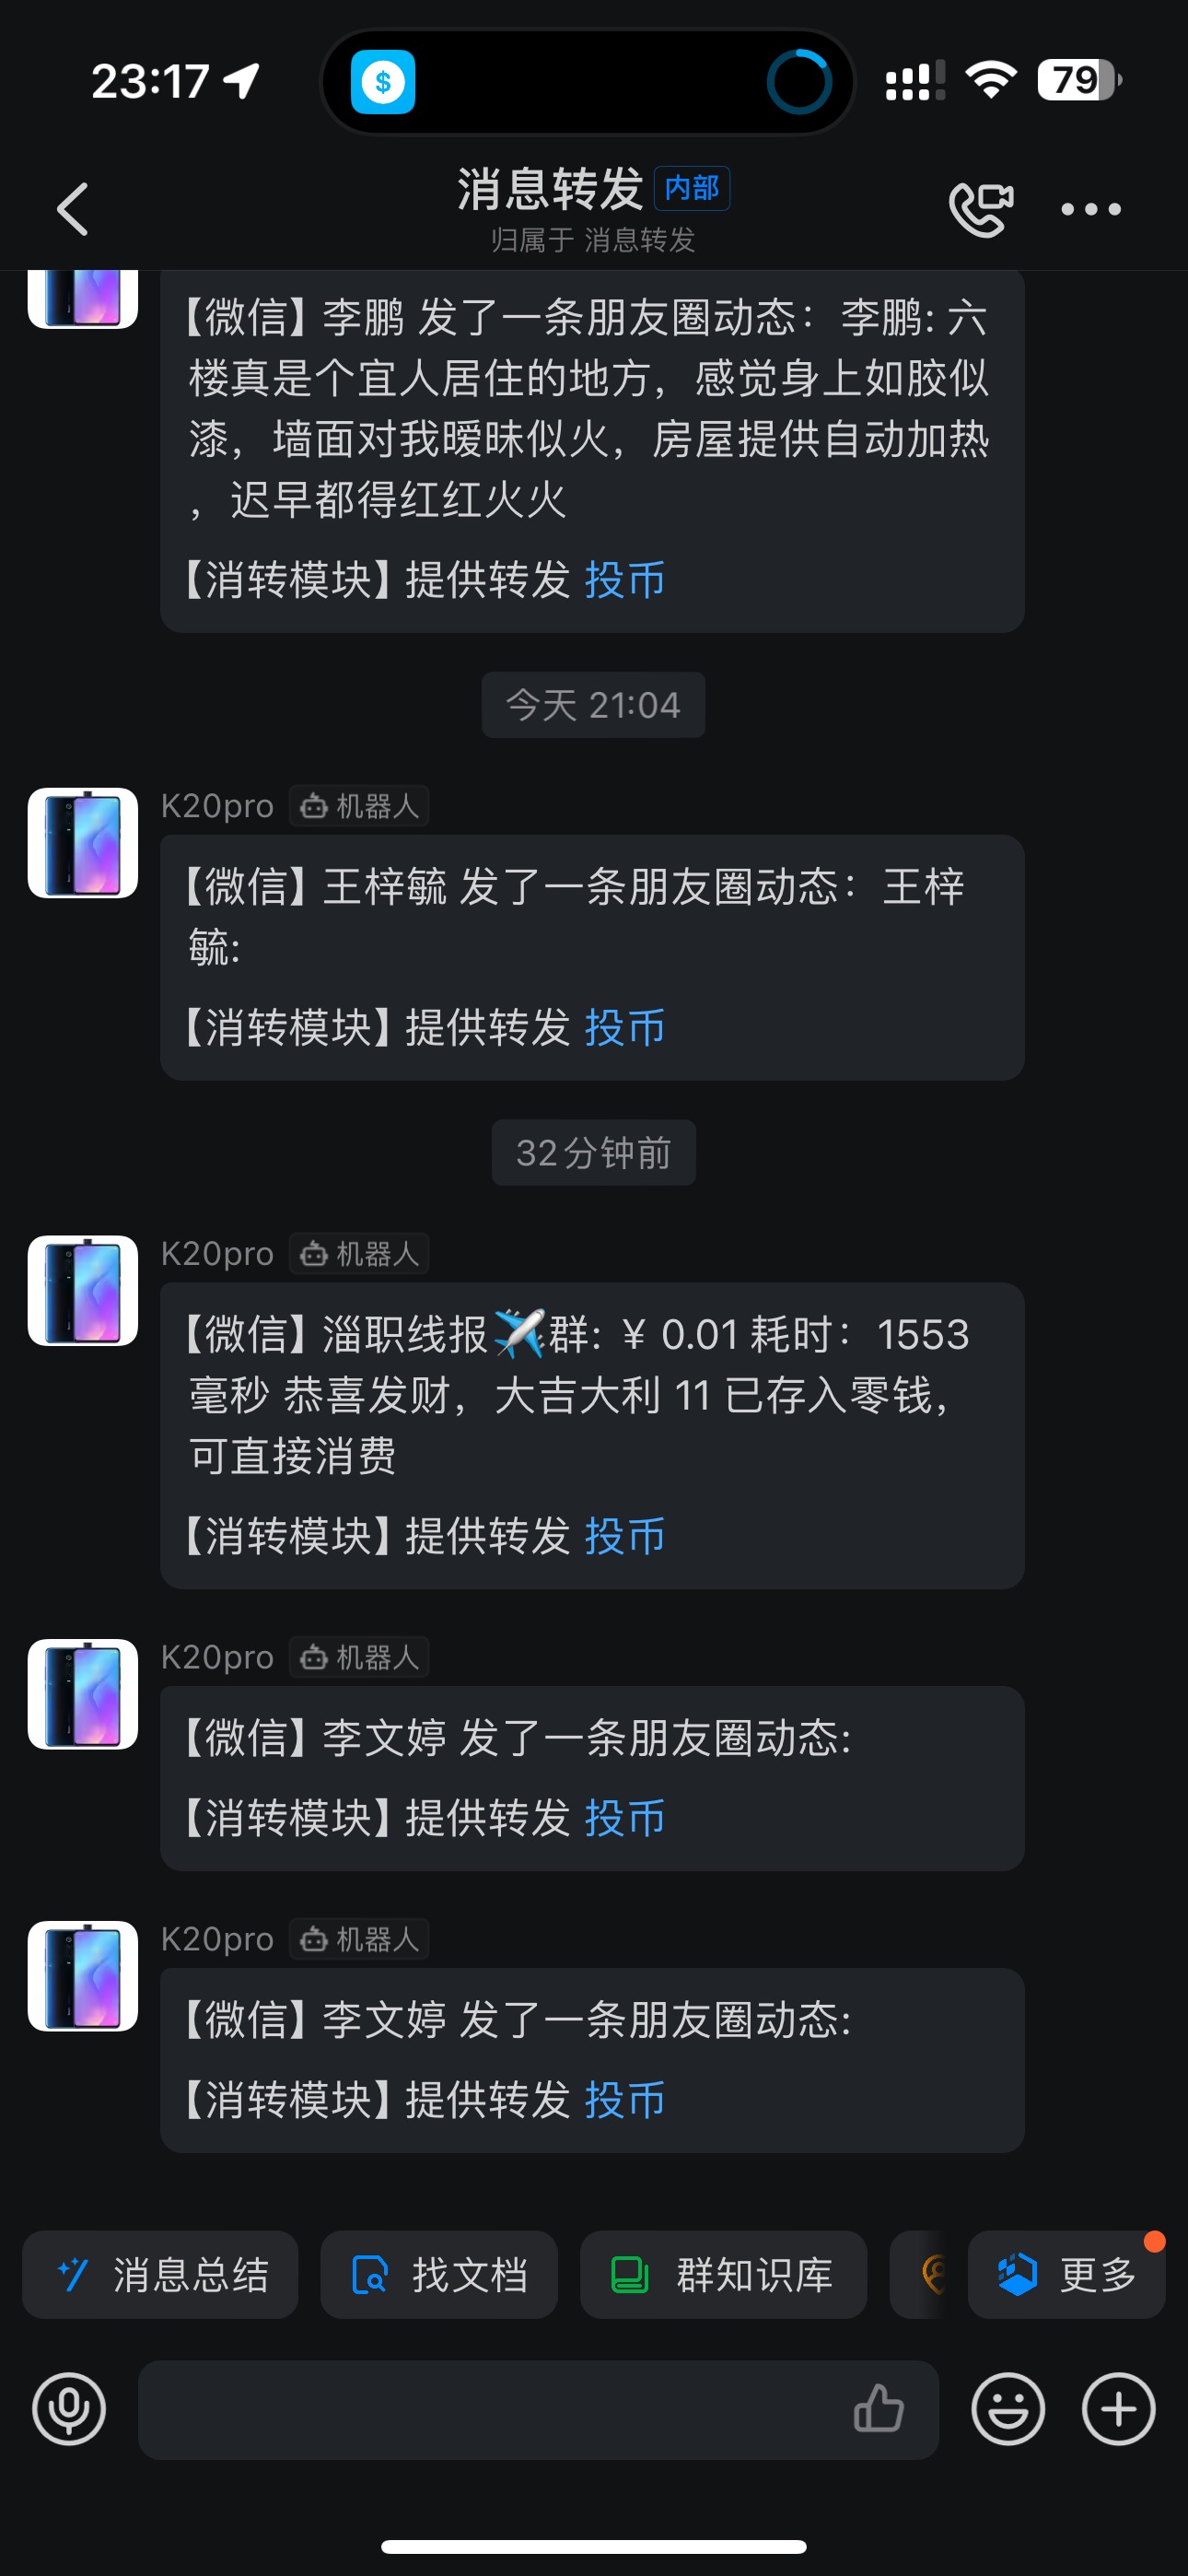 23:17
$
79
消息转发 内部
归属于 消息转发
【微信】李鹏 发了一条朋友圈动态：李鹏: 六
楼真是个宜人居住的地方，感觉身上如胶似
漆，墙面对我暧昧似火，房屋提供自动加热
，迟早都得红红火火
【消转模块】提供转发 投币
今天 21:04
K20pro 机器人
【微信】王梓毓 发了一条朋友圈动态：王梓
毓:
【消转模块】提供转发 投币
32分钟前
K20pro 机器人
【微信】淄职线报✈️群: ￥ 0.01 耗时：1553
毫秒 恭喜发财，大吉大利 11 已存入零钱，
可直接消费
【消转模块】提供转发 投币
K20pro 机器人
【微信】李文婷 发了一条朋友圈动态:
【消转模块】提供转发 投币
K20pro 机器人
【微信】李文婷 发了一条朋友圈动态:
【消转模块】提供转发 投币
消息总结 找文档 群知识库 更多